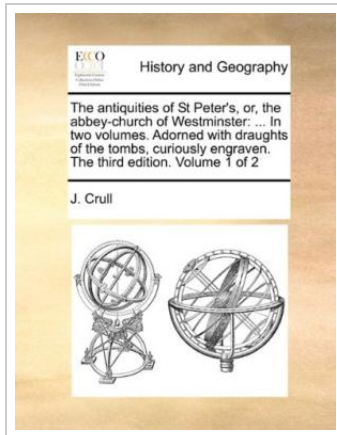 ECCO
History and Geography
The antiquities of St Peter's, or, the
abbey-church of Westminster: ... In
two volumes. Adorned with draughts
of the tombs, curiously engraven.
The third edition. Volume 1 of 2
J. Crull